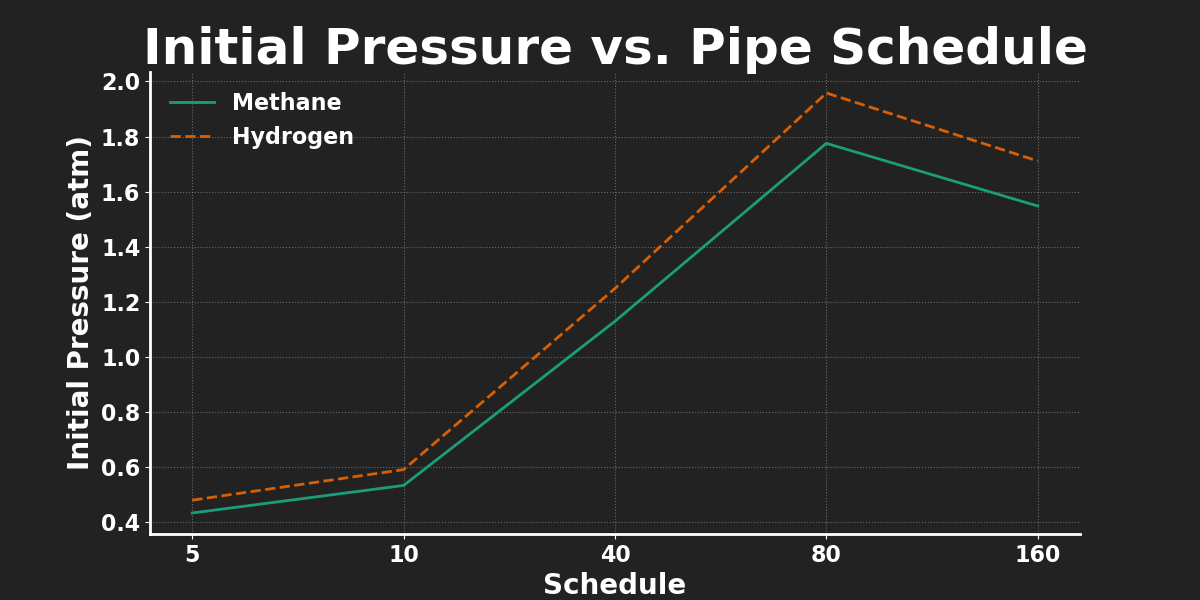 Initial Pressure vs. Pipe Schedule
Methane
Hydrogen
Initial Pressure (atm)
2.0
1.8
1.6
1.4
1.2
1.0
0.8
0.6
0.4
5 10 40 80 160
Schedule